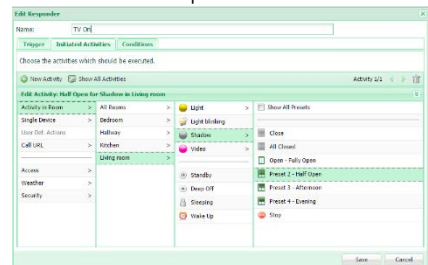 Edit Responder
Name: TV On
Trigger Initiated Activities Conditions
Choose the activities which should be executed.
New Activity Show All Activities Activity 1/1
Edit Activity: Half Open for Shadow in Living room
Activity in Room > All Rooms > Light > Show All Presets
Single Device > Bedroom > Light blinking
User Def. Actions Hallway > Shadow > Close
Call URL > Kitchen > Video > All Closed
Living room > Open - Fully Open
Access > Standby Preset 2 - Half Open
Weather > Deep Off Preset 3 - Afternoon
Security > Sleeping Preset 4 - Evening
Wake Up Stop
Save Cancel